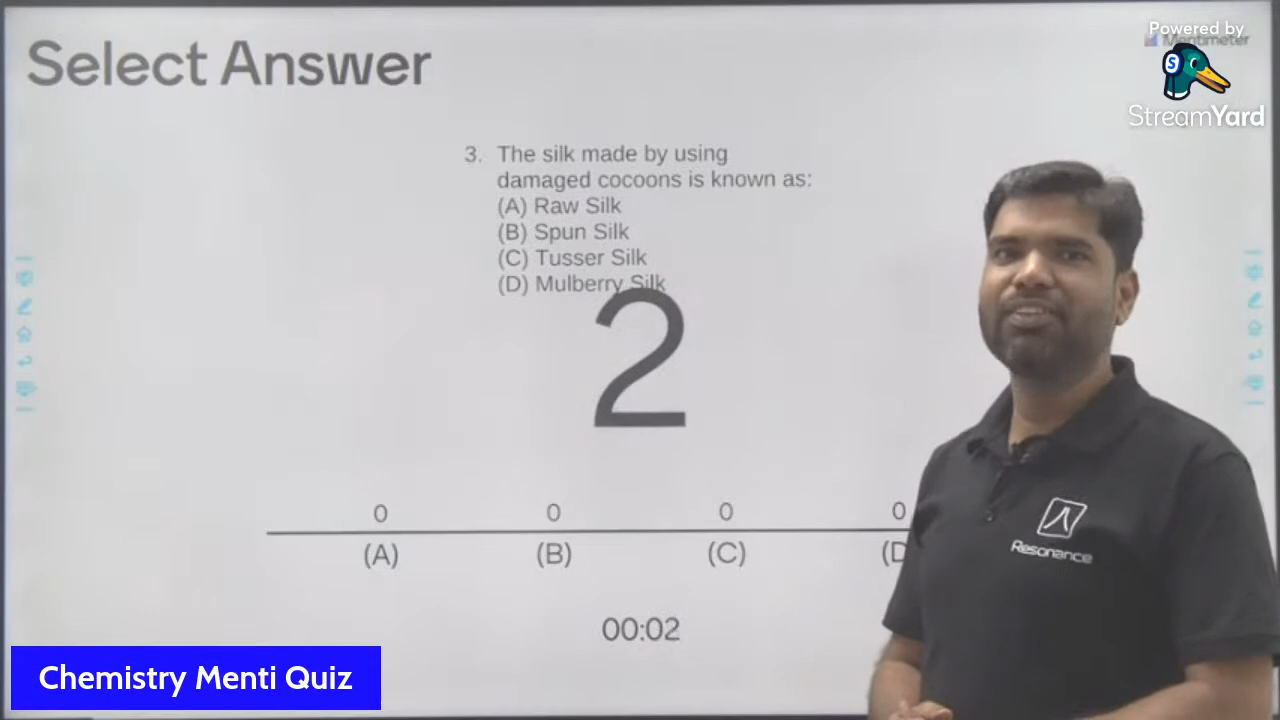 Select Answer
Powered by
Mentimeter
StreamYard
3. The silk made by using
damaged cocoons is known as:
(A) Raw Silk
(B) Spun Silk
(C) Tusser Silk
(D) Mulberry Silk
2
0 0 0 0
(A) (B) (C) (D
00:02
Resonance
Chemistry Menti Quiz